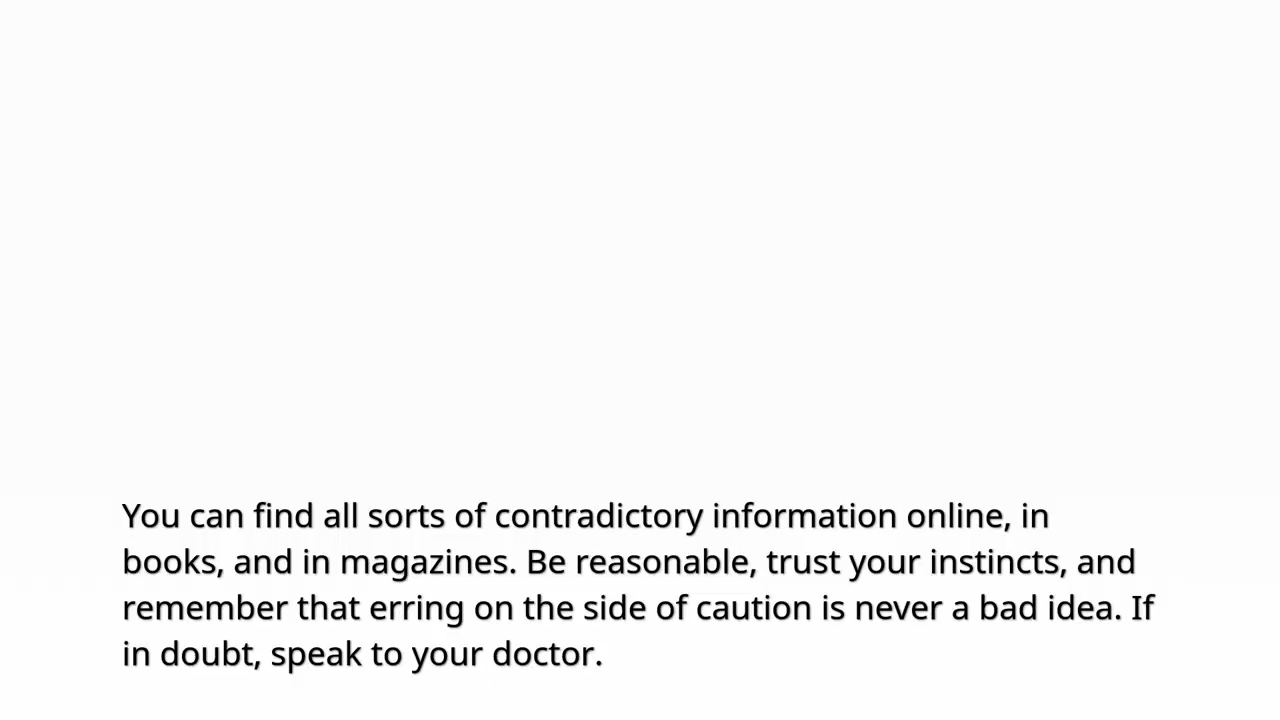 You can find all sorts of contradictory information online, in
books, and in magazines. Be reasonable, trust your instincts, and
remember that erring on the side of caution is never a bad idea. If
in doubt, speak to your doctor.